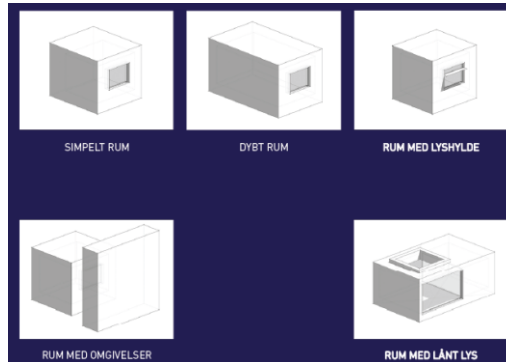 SIMPELT RUM
DYBT RUM
RUM MED LYSHYLDE
RUM MED OMGIVELSER
RUM MED LÅNT LYS